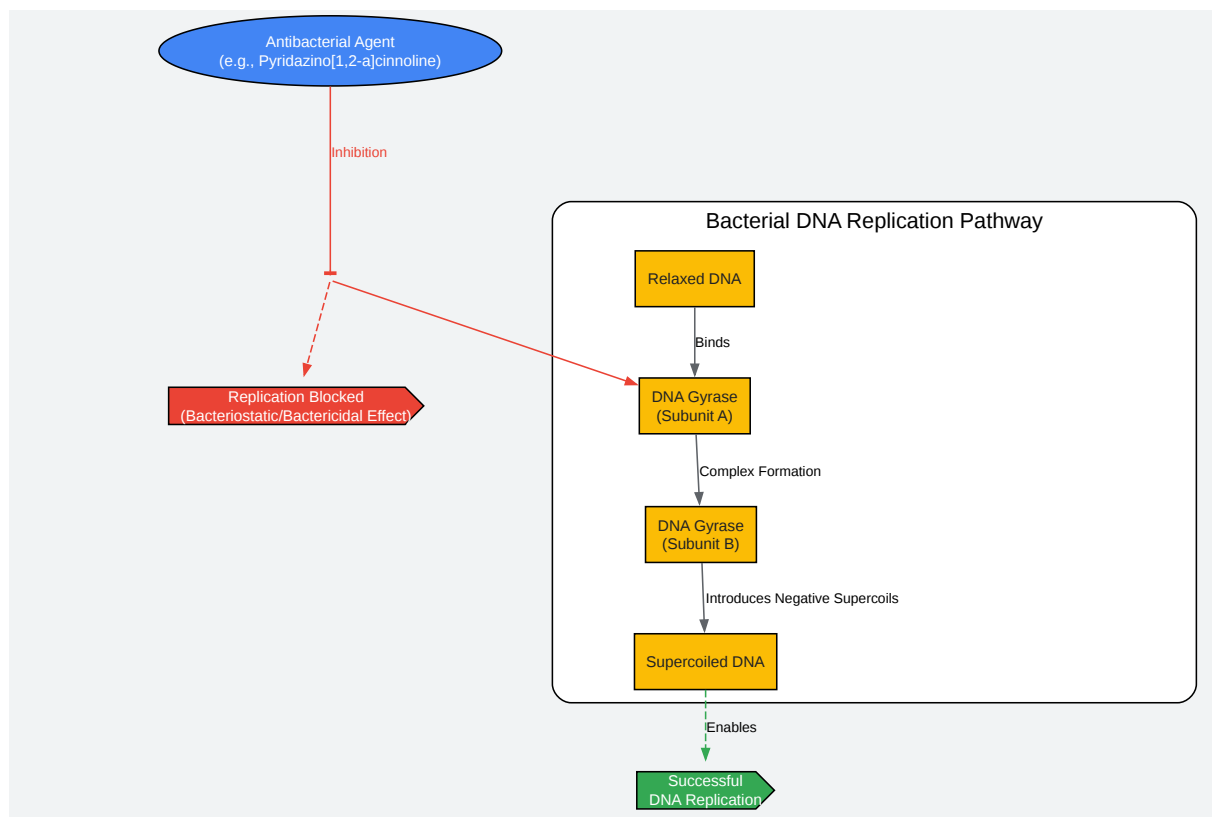 Antibacterial Agent
(e.g., Pyridazino[1,2-a]cinnoline)
Inhibition
Bacterial DNA Replication Pathway
Relaxed DNA
Binds
DNA Gyrase
(Subunit A)
Replication Blocked
(Bacteriostatic/Bactericidal Effect)
Complex Formation
DNA Gyrase
(Subunit B)
Introduces Negative Supercoils
Supercoiled DNA
Enables
Successful
DNA Replication